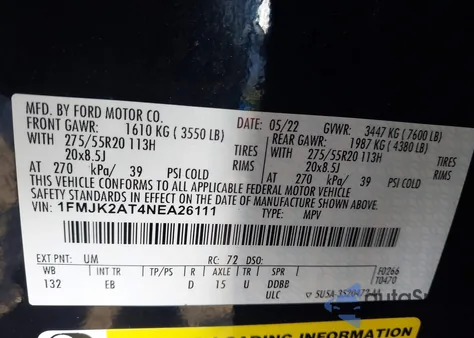 MFD. BY FORD MOTOR CO.
DATE: 05/22 GVWR: 3447 KG (7600 LB)
FRONT GAWR: 1610 KG (3550 LB) REAR GAWR: 1987 KG (4380 LB)
WITH 275/55R20 113H TIRES WITH 275/55R20 113H TIRES
20x8.5J 20x8.5J
AT 270 kPa/ 39 PSI COLD AT 270 kPa/ 39 PSI COLD
THIS VEHICLE CONFORMS TO ALL APPLICABLE FEDERAL MOTOR VEHICLE
SAFETY STANDARDS IN EFFECT ON THE DATE OF MANUFACTURE SHOWN ABOVE.
VIN: 1FMJK2AT4NEA26111 TYPE: MPV
EXT PNT: UM RC: 72 DSO: F0266
WB INT TR TP/PS R AXLE TR SPR T0470
132 EB D 15 U DDBB
ULC
LOADING INFORMATION